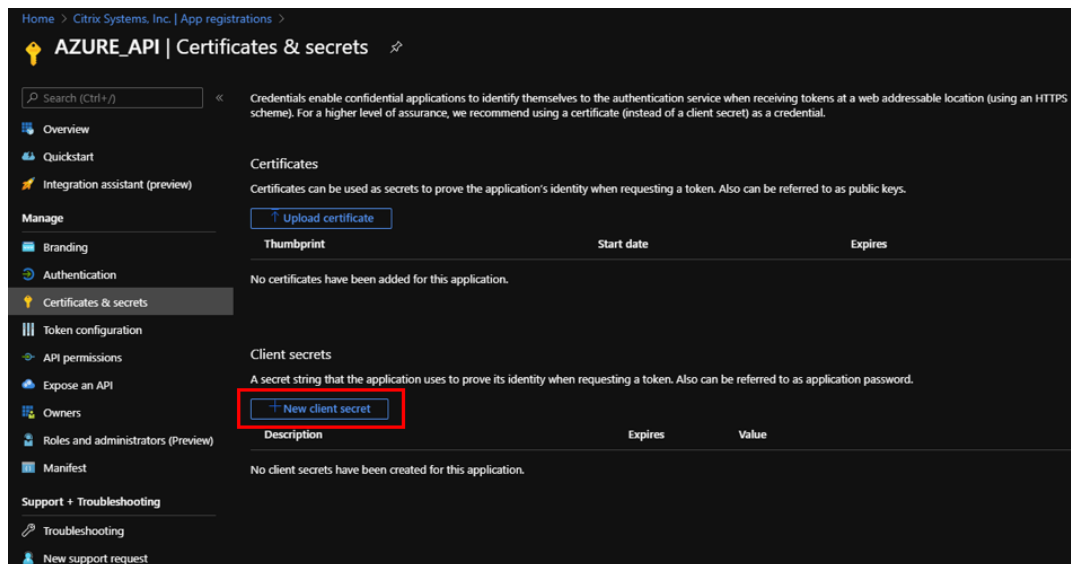 Home > Citrix Systems, Inc. | App registrations >
AZURE_API | Certificates & secrets
Search (Ctrl+/)
«
Overview
Quickstart
Integration assistant (preview)
Manage
Branding
Authentication
Certificates & secrets
Token configuration
API permissions
Expose an API
Owners
Roles and administrators (Preview)
Manifest
Support + Troubleshooting
Troubleshooting
New support request
Credentials enable confidential applications to identify themselves to the authentication service when receiving tokens at a web addressable location (using an HTTPS
scheme). For a higher level of assurance, we recommend using a certificate (instead of a client secret) as a credential.
Certificates
Certificates can be used as secrets to prove the application's identity when requesting a token. Also can be referred to as public keys.
Upload certificate
Thumbprint Start date Expires
No certificates have been added for this application.
Client secrets
A secret string that the application uses to prove its identity when requesting a token. Also can be referred to as application password.
New client secret
Description Expires Value
No client secrets have been created for this application.